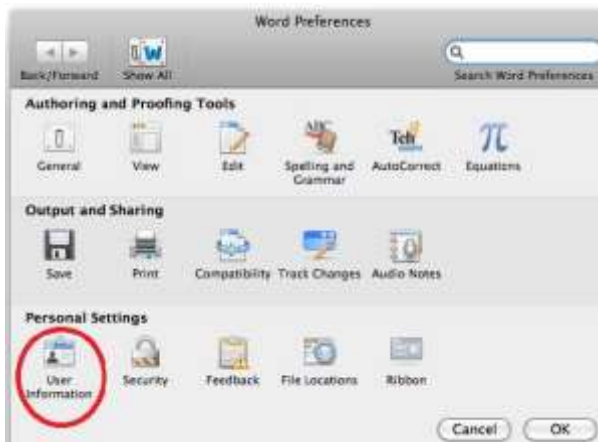 Word Preferences
Back/Forward Show All Search Word Preferences
Authoring and Proofing Tools
General View Edit Spelling and Grammar AutoCorrect Equations
Output and Sharing
Save Print Compatibility Track Changes Audio Notes
Personal Settings
User Information Security Feedback File Locations Ribbon
Cancel OK